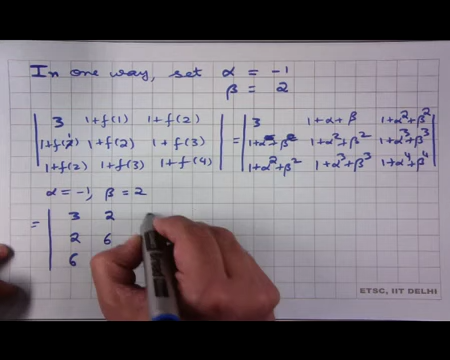 In one way, set α = -1
β = 2
| 3 1+f(1) 1+f(2) | = | 3 1+α+β 1+α²+β² |
| 1+f(1) 1+f(2) 1+f(3) | | 1+α+β 1+α²+β² 1+α³+β³ |
| 1+f(2) 1+f(3) 1+f(4) | | 1+α²+β² 1+α³+β³ 1+α⁴+β⁴ |
α = -1, β = 2
= | 3 2
| 2 6
| 6
ETSC, IIT DELHI